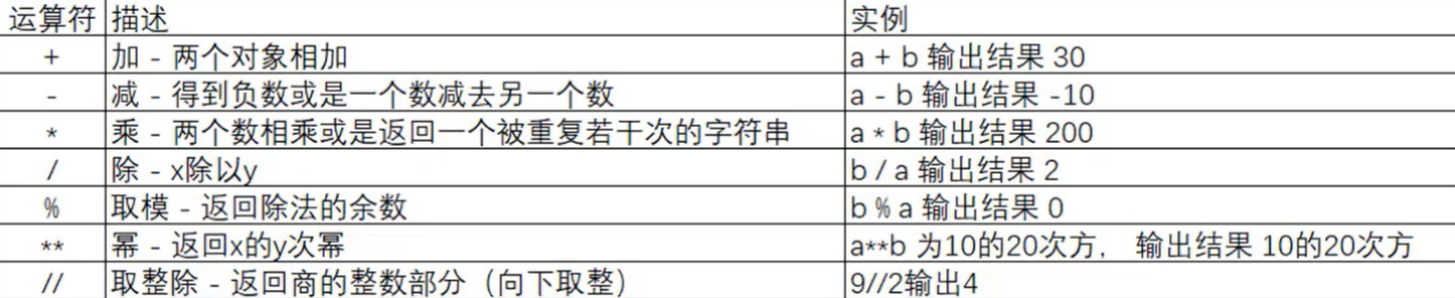 运算符 描述 实例
+ 加 - 两个对象相加 a + b 输出结果 30
- 减 - 得到负数或是一个数减去另一个数 a - b 输出结果 -10
* 乘 - 两个数相乘或是返回一个被重复若干次的字符串 a * b 输出结果 200
/ 除 - x除以y b / a 输出结果 2
% 取模 - 返回除法的余数 b % a 输出结果 0
** 幂 - 返回x的y次幂 a**b 为10的20次方， 输出结果 10的20次方
// 取整除 - 返回商的整数部分（向下取整） 9//2输出4